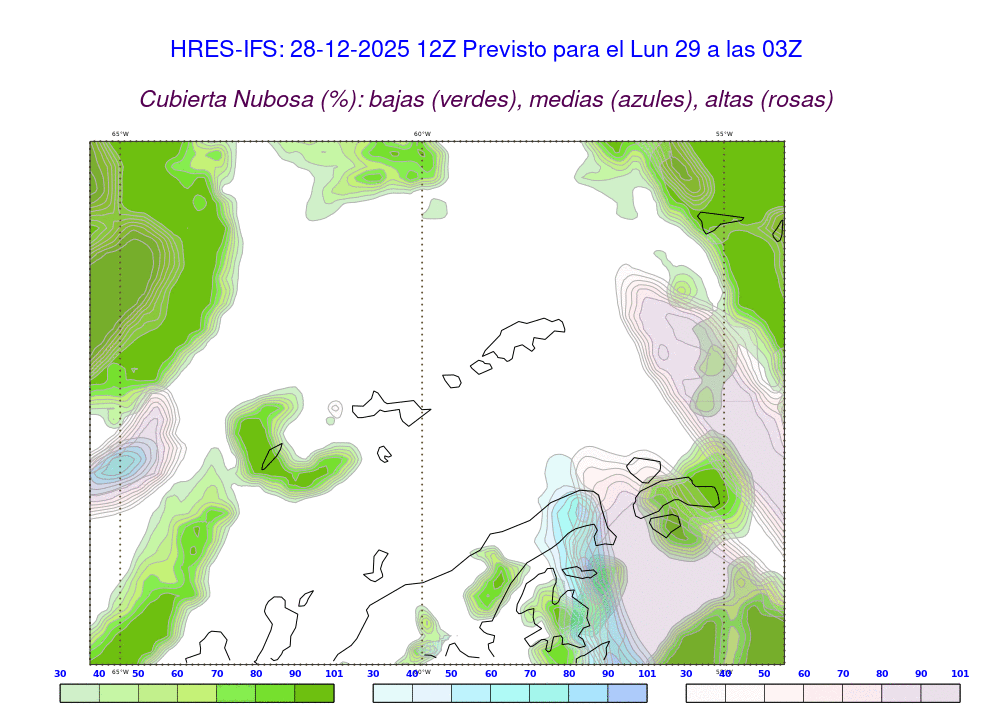 HRES-IFS: 28-12-2025 12Z Previsto para el Lun 29 a las 03Z
Cubierta Nubosa (%): bajas (verdes), medias (azules), altas (rosas)
65°W 60°W 55°W
65°W
30 40 50 60 70 80 90 101 30 40 50 60 70 80 90 101 30 40 50 60 70 80 90 101